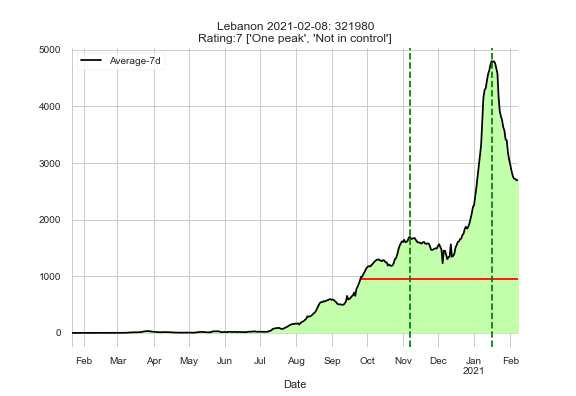 Lebanon 2021-02-08: 321980
Rating:7 ['One peak', 'Not in control']
Average-7d
5000
4000
3000
2000
1000
0
Feb Mar Apr May Jun Jul Aug Sep Oct Nov Dec Jan Feb
2021
Date